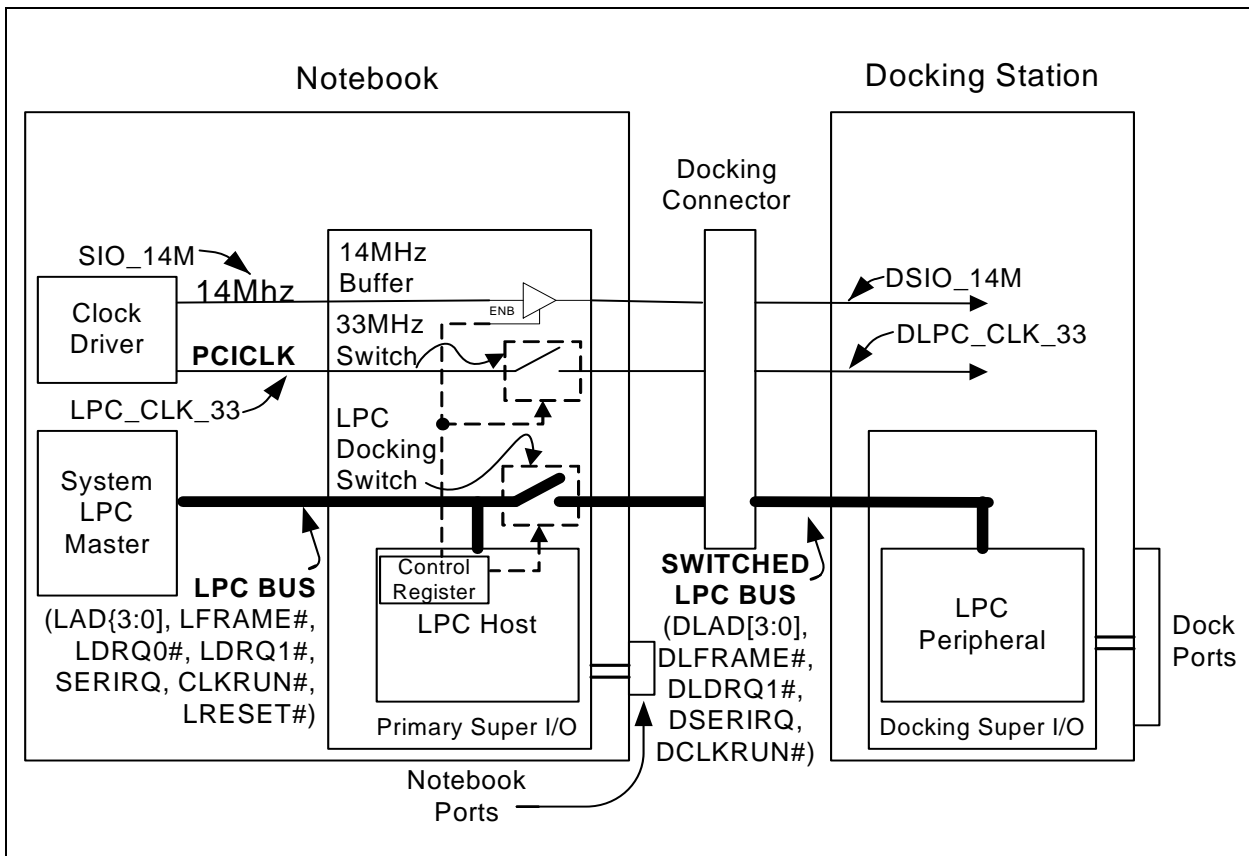 Notebook
Docking Station
Docking
Connector
SIO_14M
14Mhz
14MHz
Buffer
ENB
DSIO_14M
Clock
Driver
33MHz
Switch
DLPC_CLK_33
PCICLK
LPC_CLK_33
LPC
Docking
Switch
System
LPC
Master
Control
Register
LPC Host
LPC BUS
(LAD{3:0], LFRAME#,
LDRQ0#, LDRQ1#,
SERIRQ, CLKRUN#,
LRESET#)
Primary Super I/O
SWITCHED
LPC BUS
(DLAD[3:0],
DLFRAME#,
DLDRQ1#,
DSERIRQ,
DCLKRUN#)
LPC
Peripheral
Docking Super I/O
Dock
Ports
Notebook
Ports